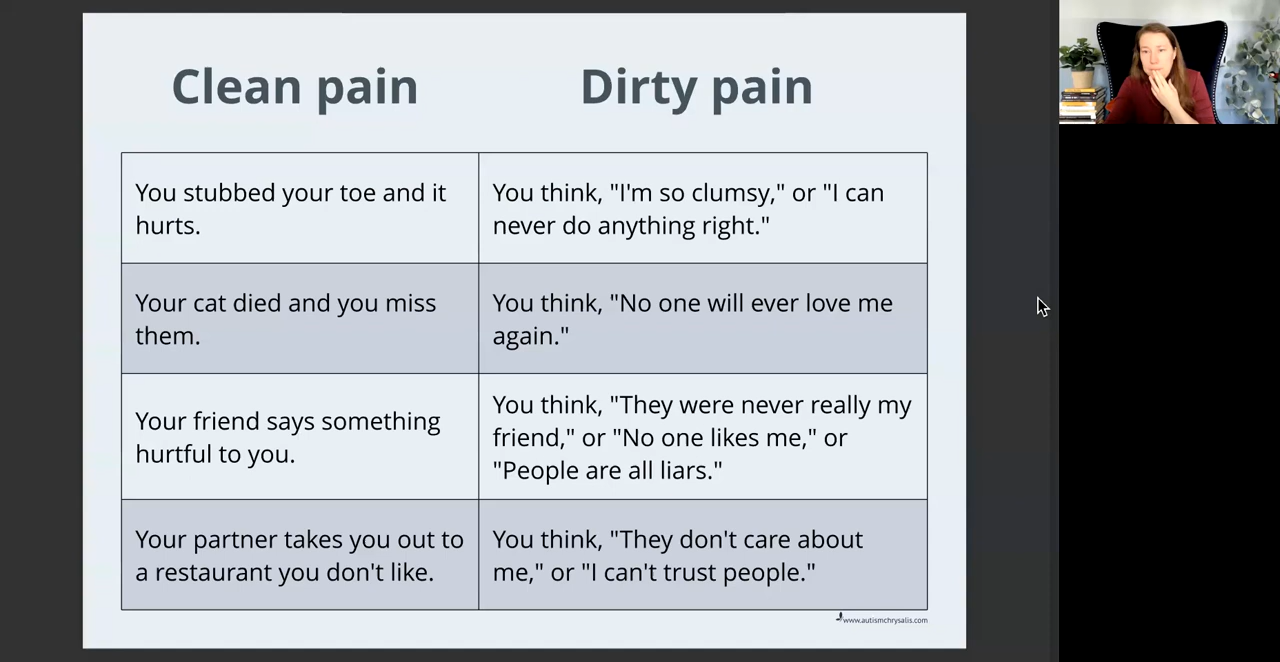 Clean pain
Dirty pain
You stubbed your toe and it
hurts.
You think, "I'm so clumsy," or "I can
never do anything right."
Your cat died and you miss
them.
You think, "No one will ever love me
again."
Your friend says something
hurtful to you.
You think, "They were never really my
friend," or "No one likes me," or
"People are all liars."
Your partner takes you out to
a restaurant you don't like.
You think, "They don't care about
me," or "I can't trust people."
www.autismchrysalis.com